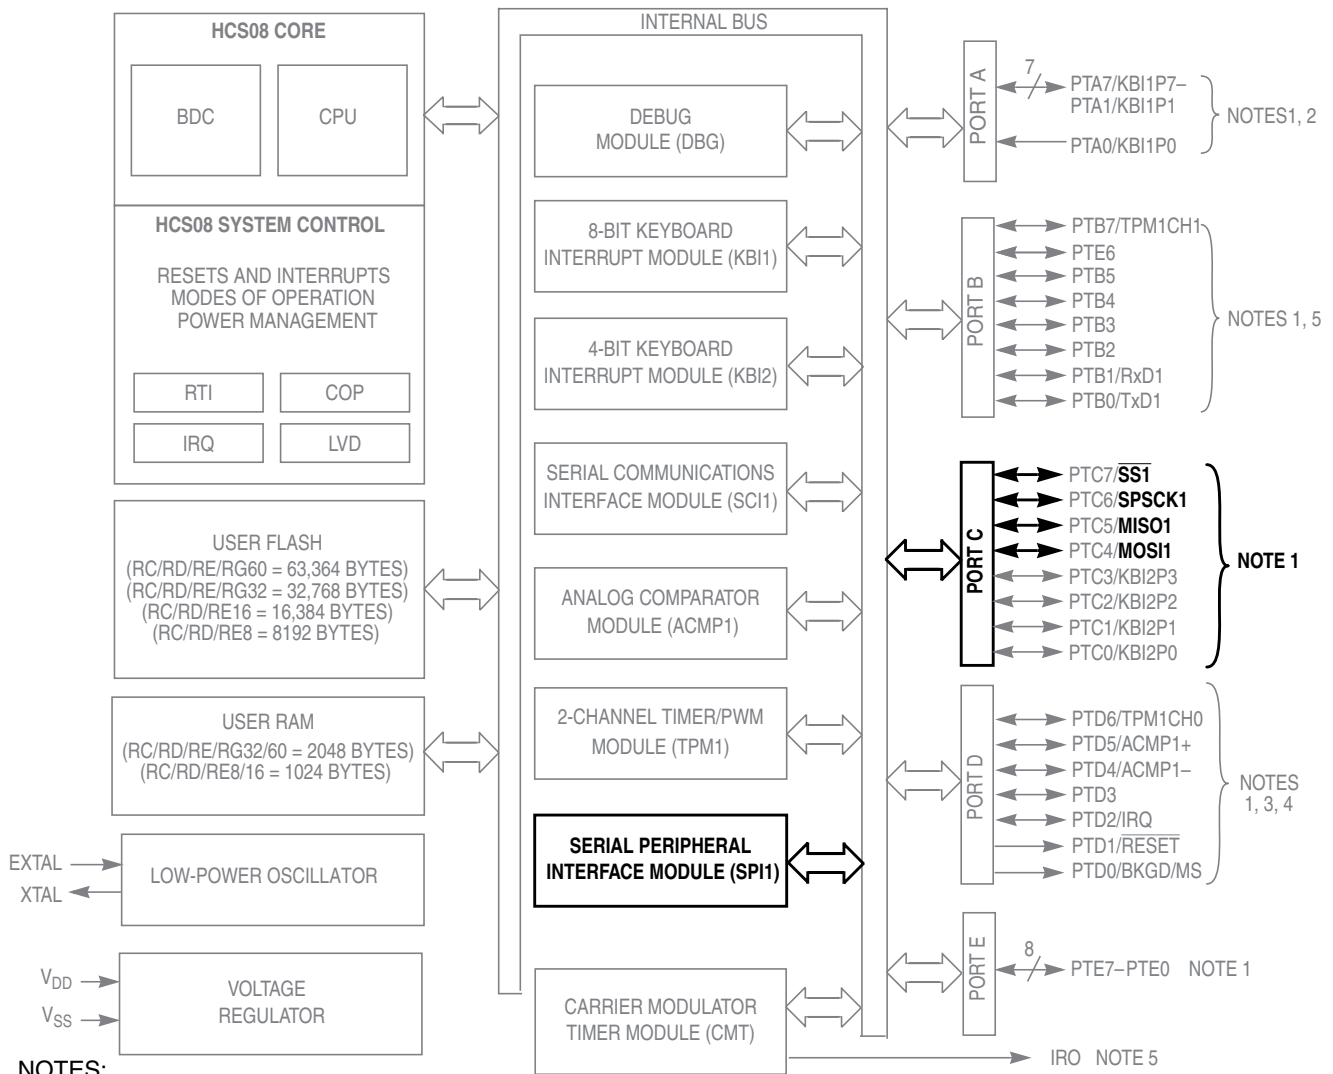 HCS08 CORE
BDC
CPU
HCS08 SYSTEM CONTROL
RESETS AND INTERRUPTS
MODES OF OPERATION
POWER MANAGEMENT
RTI
COP
IRQ
LVD
USER FLASH
(RC/RD/RE/RG60 = 63,364 BYTES)
(RC/RD/RE/RG32 = 32,768 BYTES)
(RC/RD/RE16 = 16,384 BYTES)
(RC/RD/RE8 = 8192 BYTES)
USER RAM
(RC/RD/RE/RG32/60 = 2048 BYTES)
(RC/RD/RE8/16 = 1024 BYTES)
EXTAL
XTAL
LOW-POWER OSCILLATOR
VDD
VSS
VOLTAGE
REGULATOR
NOTES:
INTERNAL BUS
DEBUG
MODULE (DBG)
8-BIT KEYBOARD
INTERRUPT MODULE (KBI1)
4-BIT KEYBOARD
INTERRUPT MODULE (KBI2)
SERIAL COMMUNICATIONS
INTERFACE MODULE (SCI1)
ANALOG COMPARATOR
MODULE (ACMP1)
2-CHANNEL TIMER/PWM
MODULE (TPM1)
SERIAL PERIPHERAL
INTERFACE MODULE (SPI1)
CARRIER MODULATOR
TIMER MODULE (CMT)
PORT A
7
PTA7/KBI1P7–
PTA1/KBI1P1
PTA0/KBI1P0
NOTES1, 2
PORT B
PTB7/TPM1CH1
PTE6
PTB5
PTB4
PTB3
PTB2
PTB1/RxD1
PTB0/TxD1
NOTES 1, 5
PORT C
PTC7/SS1
PTC6/SPSCK1
PTC5/MISO1
PTC4/MOSI1
PTC3/KBI2P3
PTC2/KBI2P2
PTC1/KBI2P1
PTC0/KBI2P0
NOTE 1
PORT D
PTD6/TPM1CH0
PTD5/ACMP1+
PTD4/ACMP1–
PTD3
PTD2/IRQ
PTD1/RESET
PTD0/BKGD/MS
NOTES
1, 3, 4
PORT E
8
PTE7–PTE0 NOTE 1
IRO NOTE 5